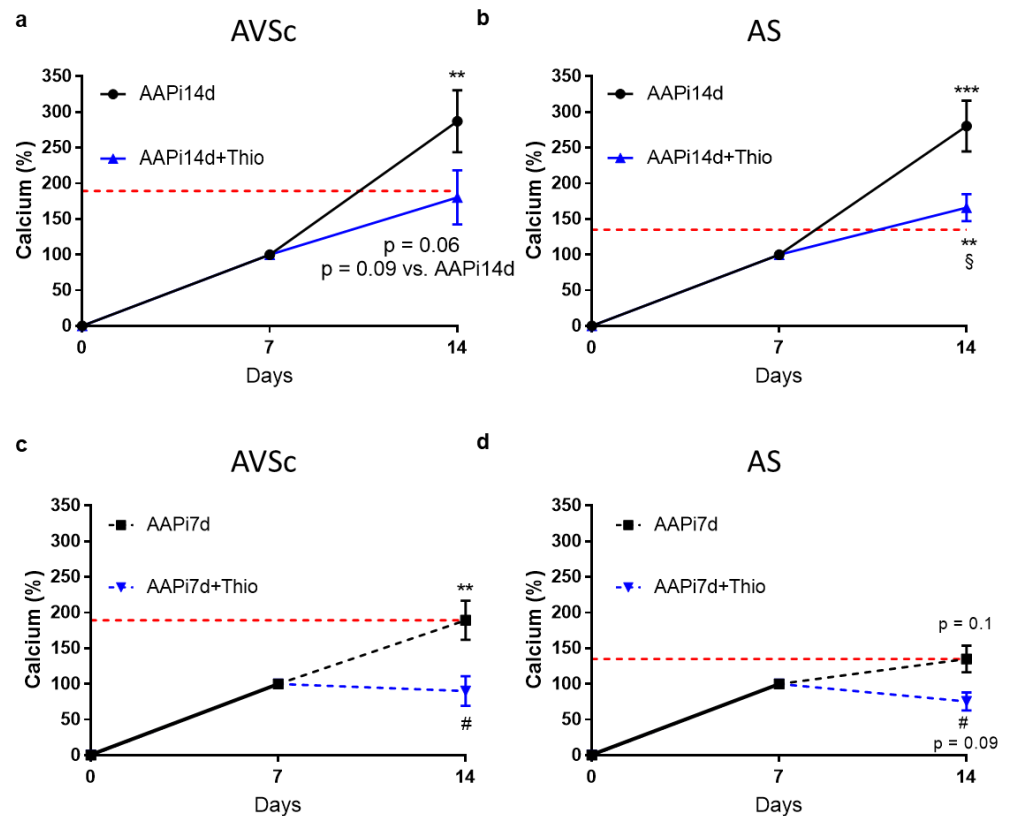 a
AVSc
350
300
250
200
150
100
50
0
Calcium (%)
AAPi14d
AAPi14d+Thio
**
p = 0.06
p = 0.09 vs. AAPi14d
0
7
14
Days
b
AS
350
300
250
200
150
100
50
0
Calcium (%)
AAPi14d
AAPi14d+Thio
***
**
§
0
7
14
Days
c
AVSc
350
300
250
200
150
100
50
0
Calcium (%)
AAPi7d
AAPi7d+Thio
**
#
0
7
14
Days
d
AS
350
300
250
200
150
100
50
0
Calcium (%)
AAPi7d
AAPi7d+Thio
p = 0.1
#
p = 0.09
0
7
14
Days